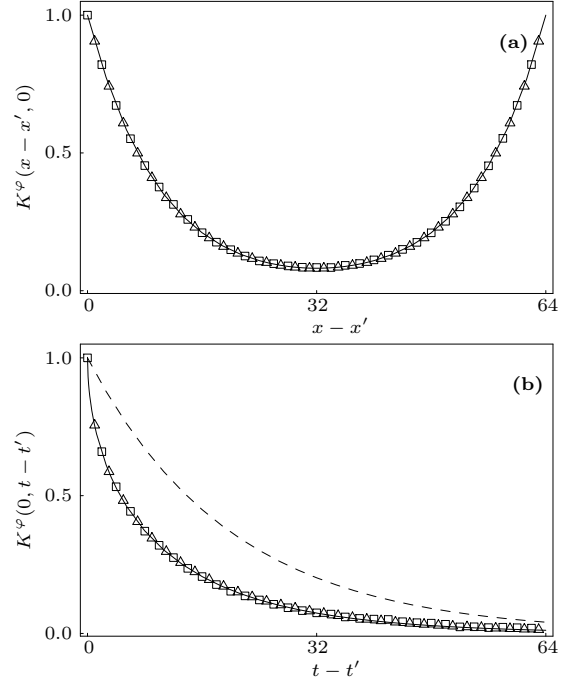 1.0
(a)
K^φ(x − x′, 0)
0.5
0.0
0 32 64
x − x′
1.0
(b)
K^φ(0, t − t′)
0.5
0.0
0 32 64
t − t′